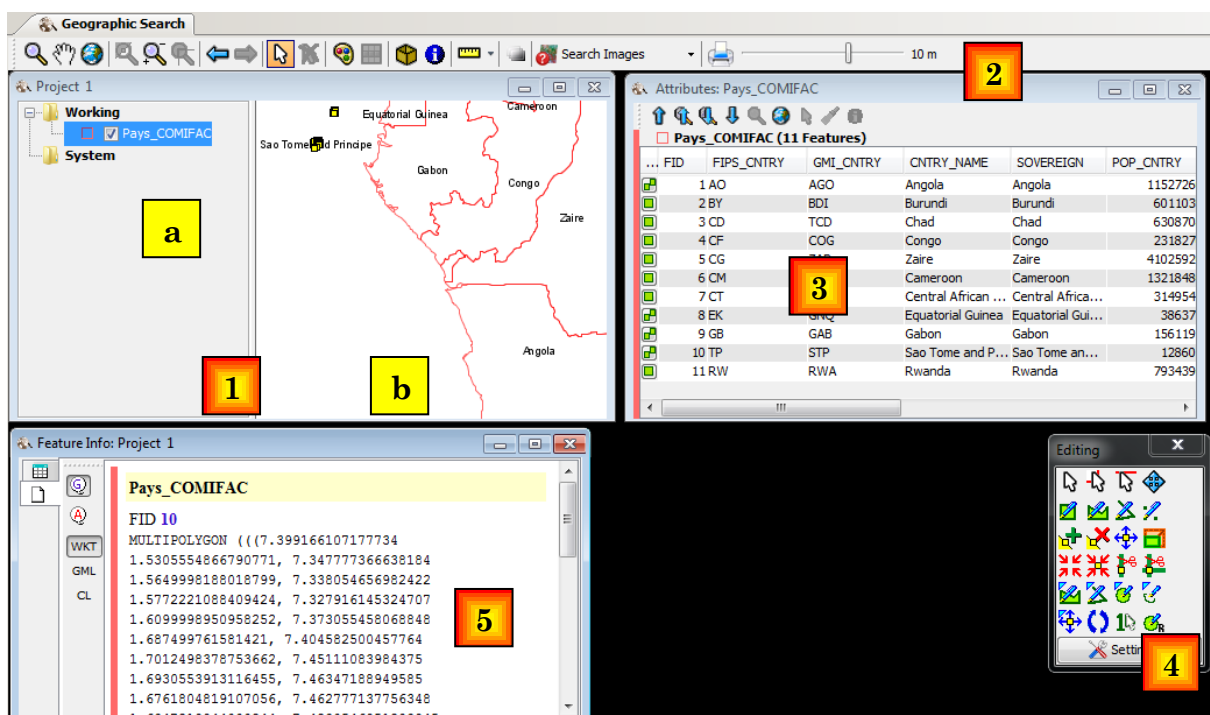 Geographic Search
Search Images
10 m
2
Project 1
Working
Pays_COMIFAC
System
a
1
b
Equatorial Guinea
Cameroon
Sao Tome and Principe
Gabon
Congo
Zaire
Angola
Attributes: Pays_COMIFAC
Pays_COMIFAC (11 Features)
... FID FIPS_CNTRY GMI_CNTRY CNTRY_NAME SOVEREIGN POP_CNTRY
1 AO AGO Angola Angola 1152726
2 BY BDI Burundi Burundi 601103
3 CD TCD Chad Chad 630870
4 CF COG Congo Congo 231827
5 CG Zaire Zaire 4102592
6 CM Cameroon Cameroon 1321848
7 CT Central African ... Central Africa... 314954
8 EK GNQ Equatorial Guinea Equatorial Gui... 38637
9 GB GAB Gabon Gabon 156119
10 TP STP Sao Tome and P... Sao Tome an... 12860
11 RW RWA Rwanda Rwanda 793439
3
Feature Info: Project 1
G
A
WKT
GML
CL
Pays_COMIFAC
FID 10
MULTIPOLYGON (((7.399166107177734
1.5305554866790771, 7.347777366638184
1.5649998188018799, 7.338054656982422
1.5772221088409424, 7.327916145324707
1.6099998950958252, 7.373055458068848
1.687499761581421, 7.404582500457764
1.7012498378753662, 7.45111083984375
1.6930553913116455, 7.46347188949585
1.6761804819107056, 7.462777137756348
5
Editing
4